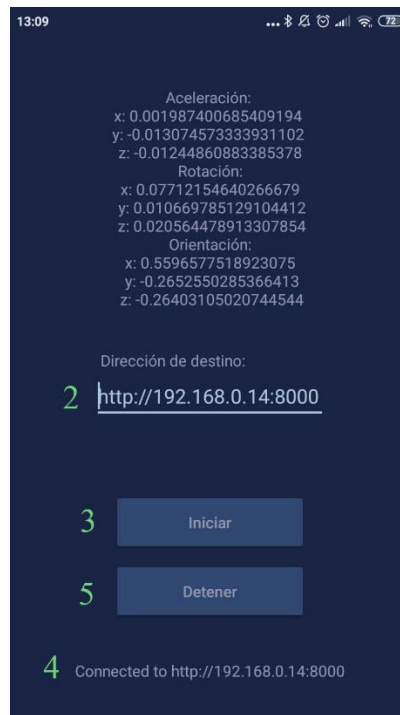 13:09
72
Aceleración:
x: 0.001987400685409194
y: -0.013074573333931102
z: -0.01244860883385378
Rotación:
x: 0.07712154640266679
y: 0.010669785129104412
z: 0.020564478913307854
Orientación:
x: 0.5596577518923075
y: -0.2652550285366413
z: -0.26403105020744544
Dirección de destino:
2 http://192.168.0.14:8000
3 Iniciar
5 Detener
4 Connected to http://192.168.0.14:8000